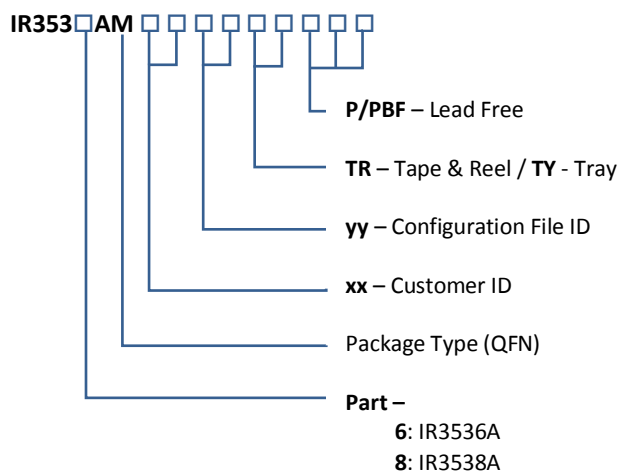 IR353□AM□□□□□□□□□
P/PBF – Lead Free
TR – Tape & Reel / TY - Tray
yy – Configuration File ID
xx – Customer ID
Package Type (QFN)
Part –
6: IR3536A
8: IR3538A